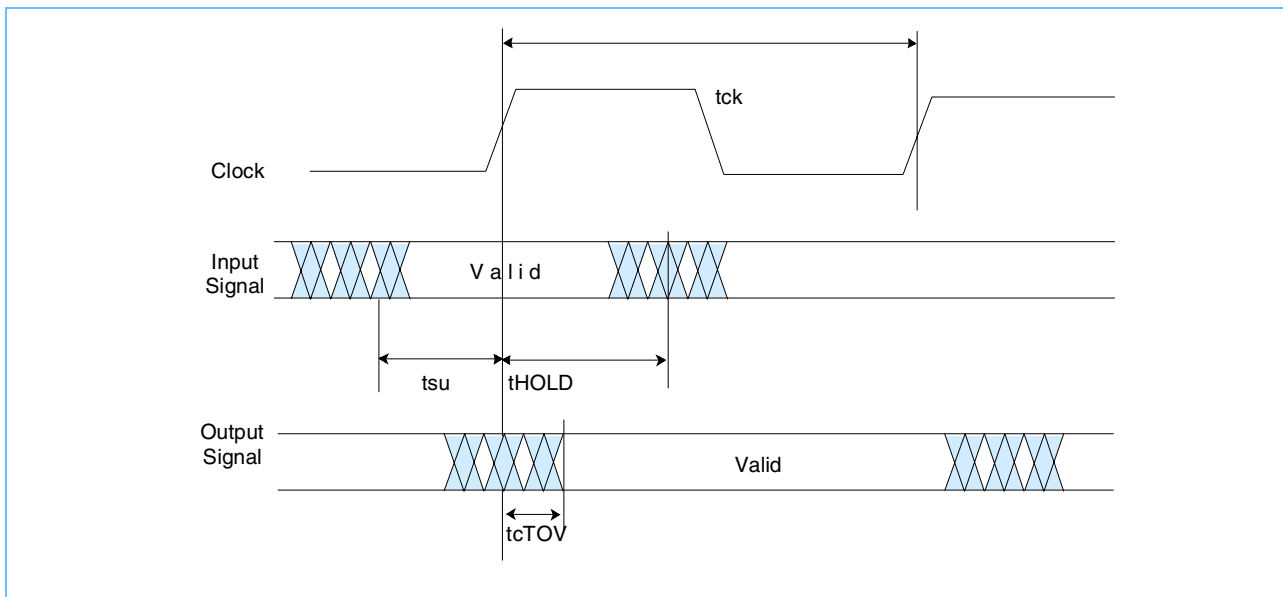 tck
Clock
Input
Signal
V a l i d
tsu
tHOLD
Output
Signal
Valid
tcTOV